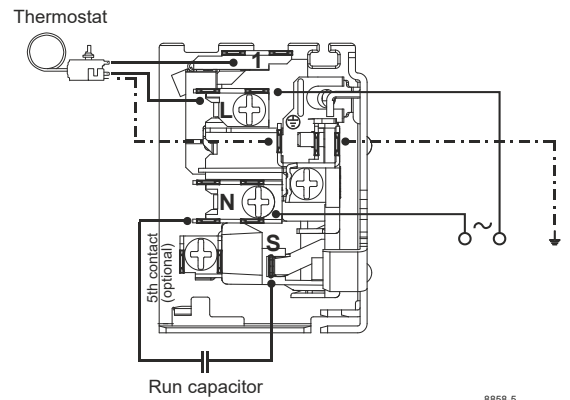 Thermostat
1
L
N
S
5th contact
(optional)
~
Run capacitor
8858-5